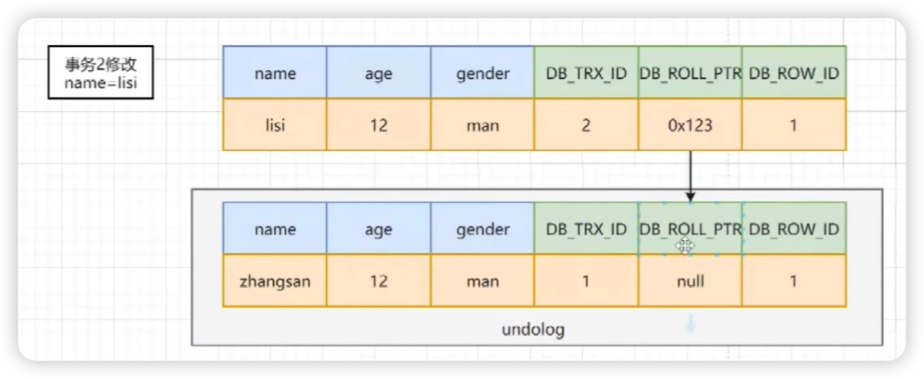 事务2修改
name=lisi
name age gender DB_TRX_ID DB_ROLL_PTR DB_ROW_ID
lisi 12 man 2 0x123 1
name age gender DB_TRX_ID DB_ROLL_PTR DB_ROW_ID
zhangsan 12 man 1 null 1
undolog